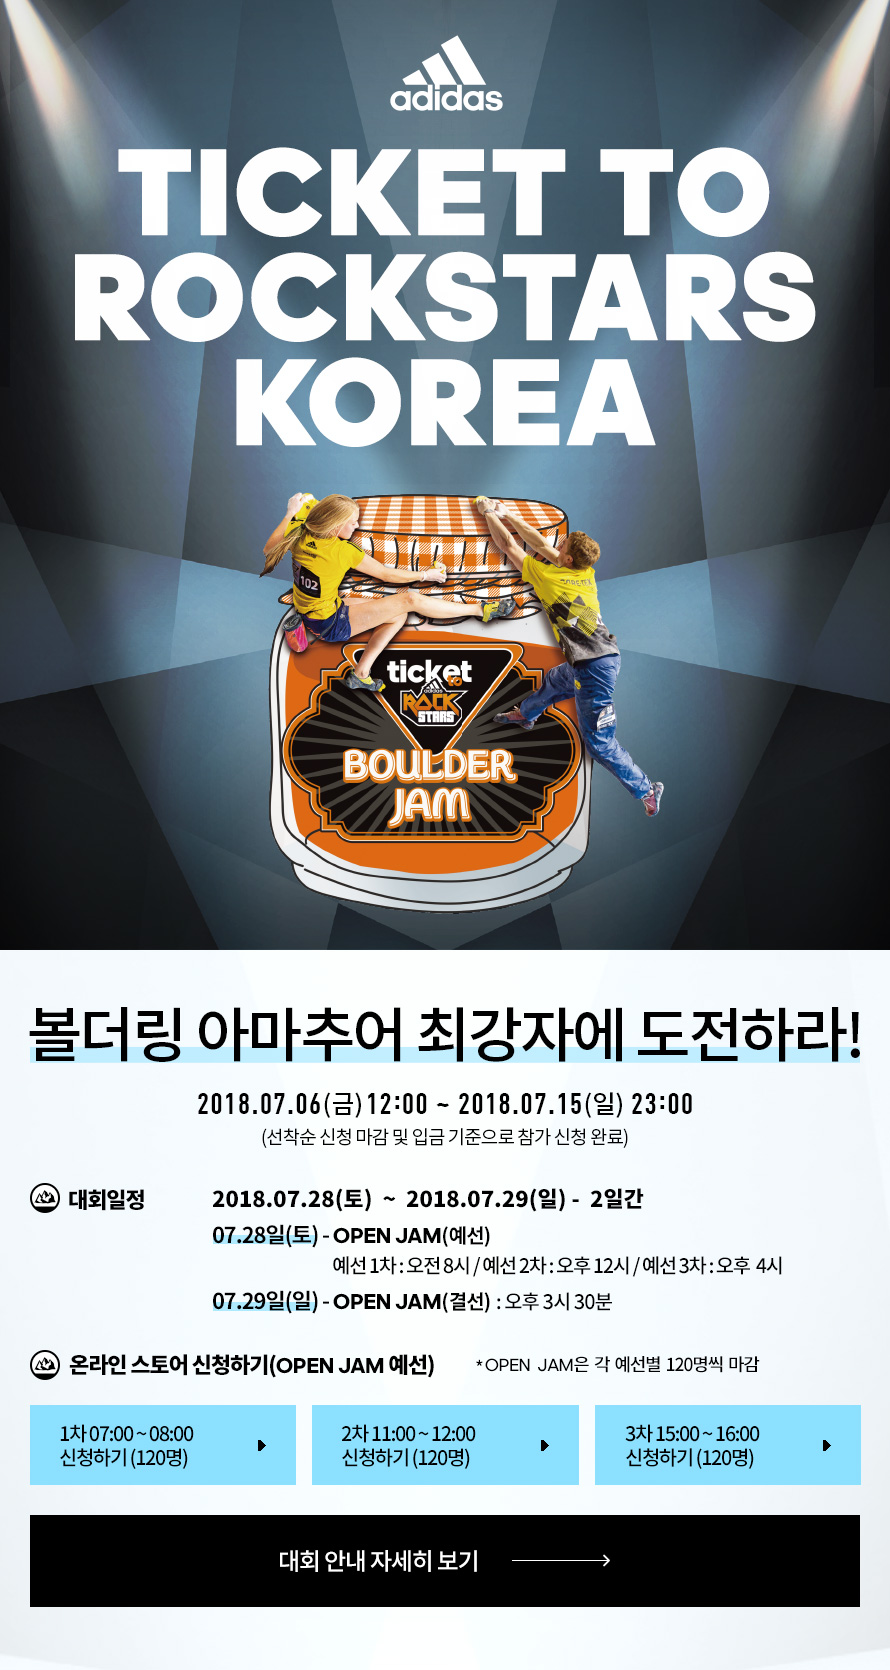 adidas
TICKET TO
ROCKSTARS
KOREA
102
ticket
to
adidas
ROCK
STARS
BOULDER
JAM
볼더링 아마추어 최강자에 도전하라!
2018.07.06(금) 12:00 ~ 2018.07.15(일) 23:00
(선착순 신청 마감 및 입금 기준으로 참가 신청 완료)
대회일정 2018.07.28(토) ~ 2018.07.29(일) - 2일간
07.28일(토) - OPEN JAM(예선)
예선 1차 : 오전 8시 / 예선 2차 : 오후 12시 / 예선 3차 : 오후 4시
07.29일(일) - OPEN JAM(결선) : 오후 3시 30분
온라인 스토어 신청하기(OPEN JAM 예선) *OPEN JAM은 각 예선별 120명씩 마감
1차 07:00 ~ 08:00
신청하기 (120명)
2차 11:00 ~ 12:00
신청하기 (120명)
3차 15:00 ~ 16:00
신청하기 (120명)
대회 안내 자세히 보기